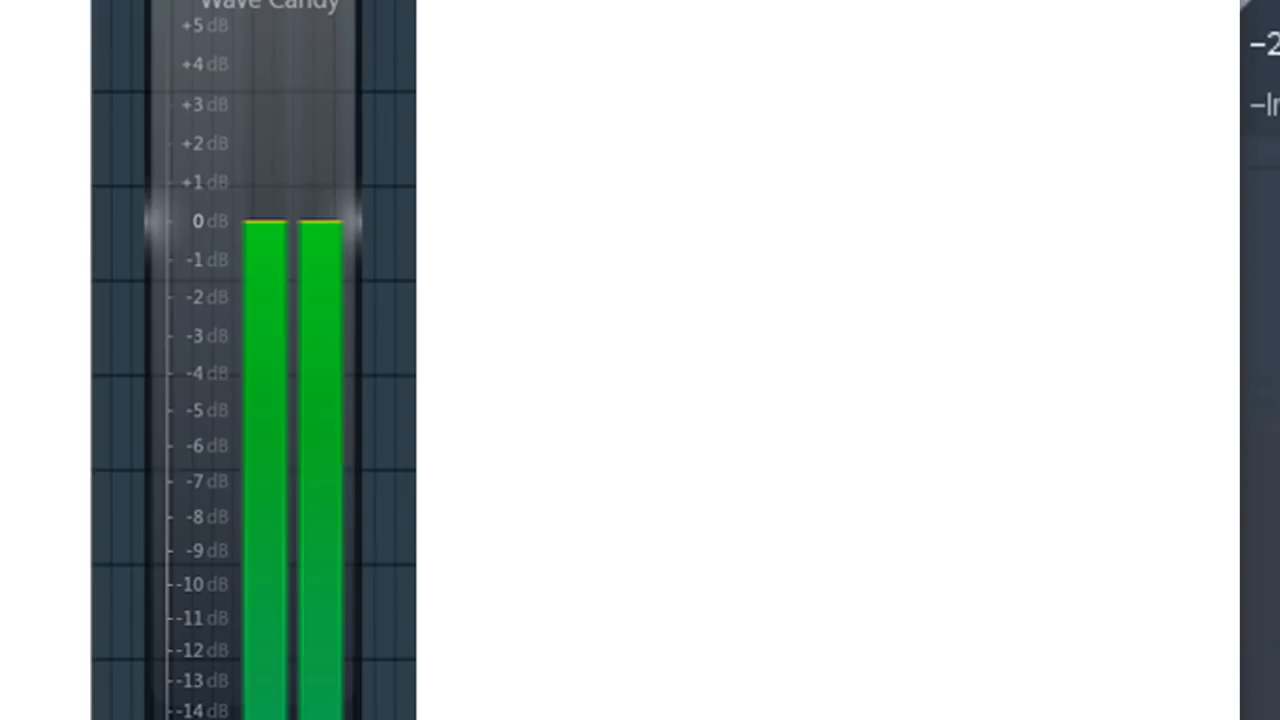 Wave Candy
+5 dB
+4 dB
+3 dB
+2 dB
+1 dB
0 dB
-1 dB
-2 dB
-3 dB
-4 dB
-5 dB
-6 dB
-7 dB
-8 dB
-9 dB
-10 dB
-11 dB
-12 dB
-13 dB
-14 dB